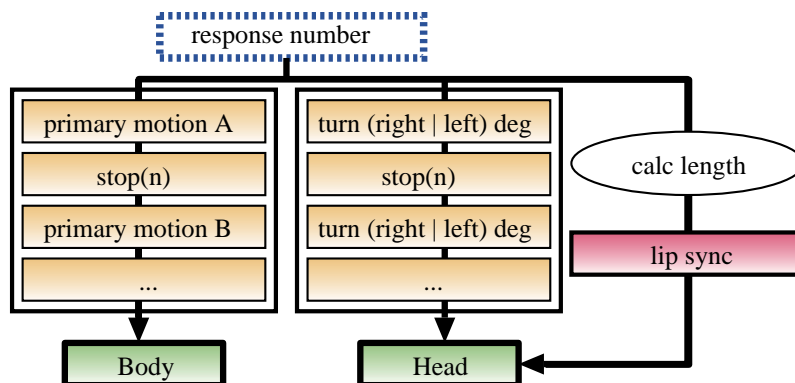 response number
primary motion A
stop(n)
primary motion B
...
Body
turn (right | left) deg
stop(n)
turn (right | left) deg
...
Head
calc length
lip sync